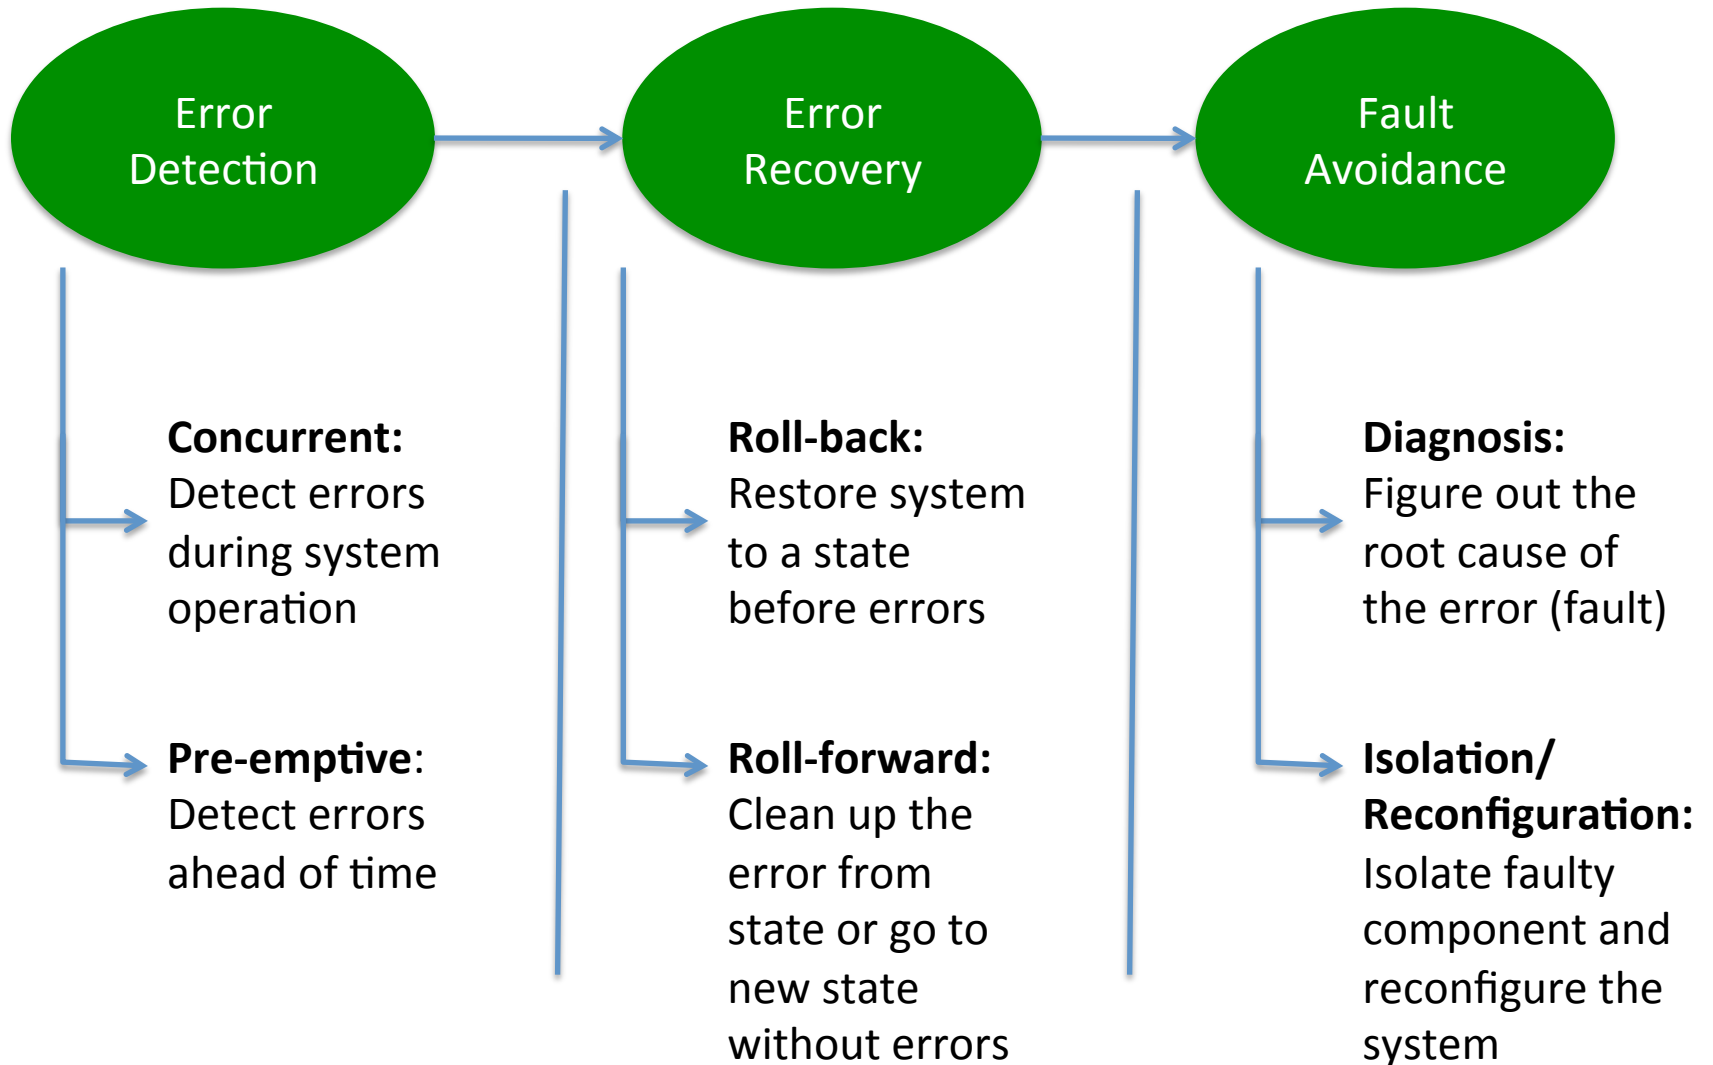 Error
Detection
Error
Recovery
Fault
Avoidance
Concurrent:
Detect errors
during system
operation
Pre-emptive:
Detect errors
ahead of time
Roll-back:
Restore system
to a state
before errors
Roll-forward:
Clean up the
error from
state or go to
new state
without errors
Diagnosis:
Figure out the
root cause of
the error (fault)
Isolation/
Reconfiguration:
Isolate faulty
component and
reconfigure the
system